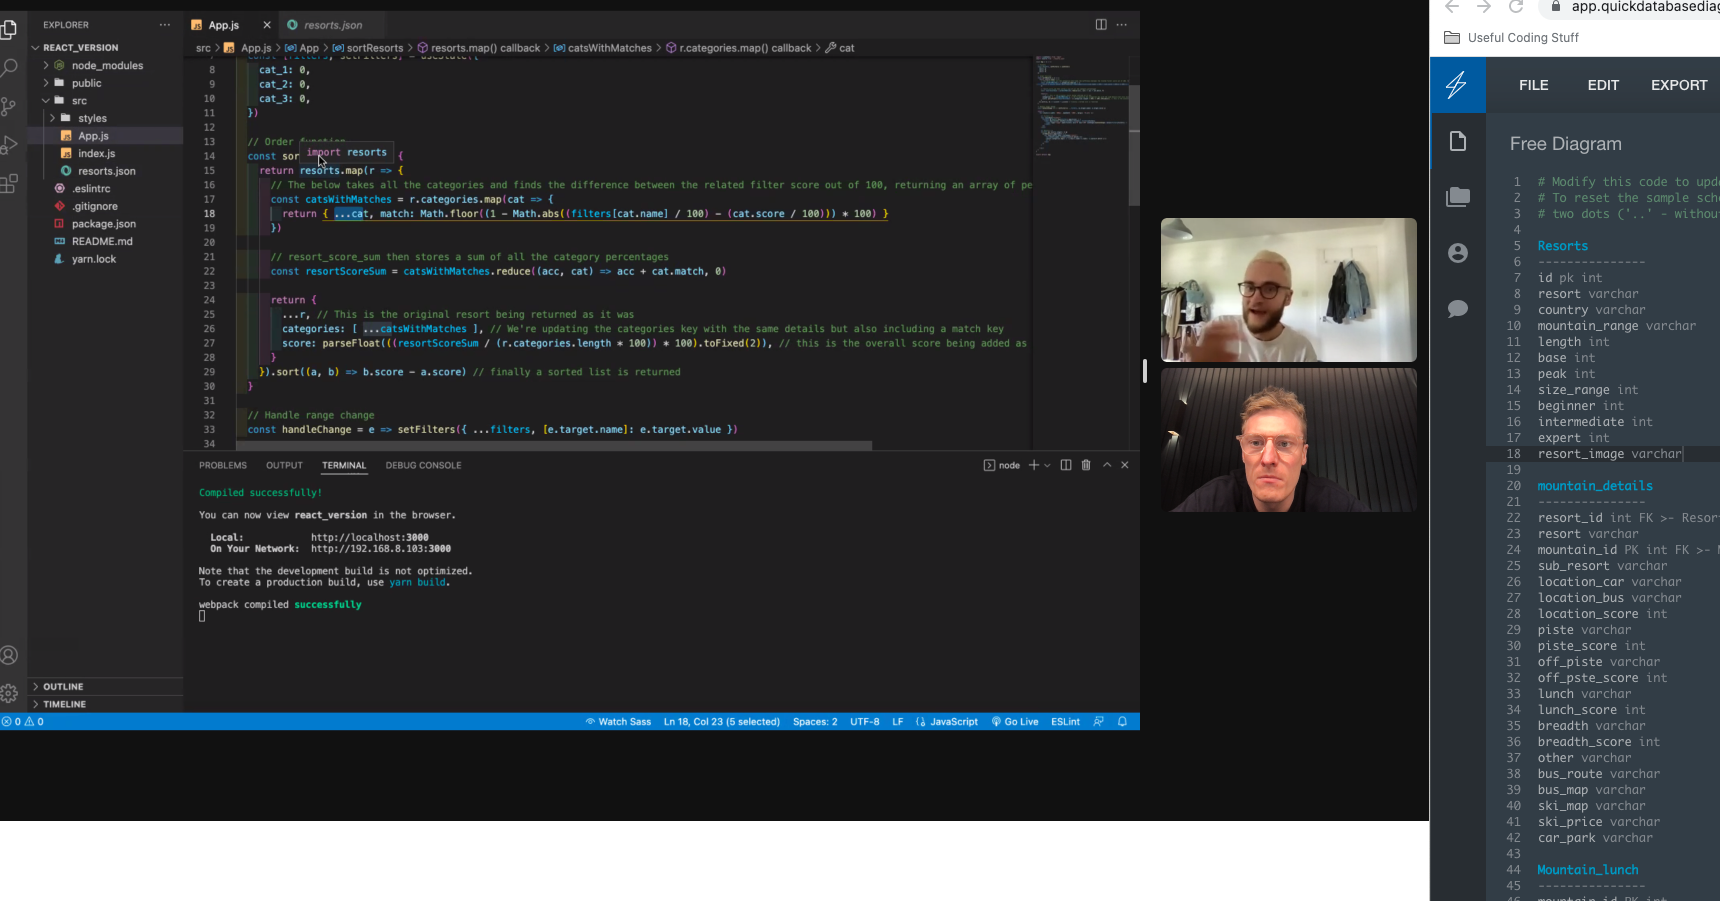 EXPLORER
REACT_VERSION
node_modules
public
src
styles
App.js
index.js
resorts.json
.eslintrc
.gitignore
package.json
README.md
yarn.lock
OUTLINE
TIMELINE
App.js
resorts.json
src > App.js > App > sortResorts > resorts.map() callback > catsWithMatches > r.categories.map() callback > cat
8 cat_1: 0,
9 cat_2: 0,
10 cat_3: 0,
11 })
12
13 // Order function
14 const sor {
import resorts
15 return resorts.map(r => {
16 // The below takes all the categories and finds the difference between the related filter score out of 100, returning an array of pe
17 const catsWithMatches = r.categories.map(cat => {
18 return { ...cat, match: Math.floor((1 - Math.abs((filters[cat.name] / 100) - (cat.score / 100))) * 100) }
19 })
20
21 // resort_score_sum then stores a sum of all the category percentages
22 const resortScoreSum = catsWithMatches.reduce((acc, cat) => acc + cat.match, 0)
23
24 return {
25 ...r, // This is the original resort being returned as it was
26 categories: [ ...catsWithMatches ], // We're updating the categories key with the same details but also including a match key
27 score: parseFloat(((resortScoreSum / (r.categories.length * 100)) * 100).toFixed(2)), // this is the overall score being added as
28 }
29 }).sort((a, b) => b.score - a.score) // finally a sorted list is returned
30 }
31
32 // Handle range change
33 const handleChange = e => setFilters({ ...filters, [e.target.name]: e.target.value })
34
PROBLEMS OUTPUT TERMINAL DEBUG CONSOLE node
Compiled successfully!
You can now view react_version in the browser.
Local: http://localhost:3000
On Your Network: http://192.168.8.103:3000
Note that the development build is not optimized.
To create a production build, use yarn build.
webpack compiled successfully
0 0 Watch Sass Ln 18, Col 23 (5 selected) Spaces: 2 UTF-8 LF JavaScript Go Live ESLint
app.quickdatabasediag
Useful Coding Stuff
FILE EDIT EXPORT
Free Diagram
1 # Modify this code to upda
2 # To reset the sample sche
3 # two dots ('..' - without
4
5 Resorts
6 ---------------
7 id pk int
8 resort varchar
9 country varchar
10 mountain_range varchar
11 length int
12 base int
13 peak int
14 size_range int
15 beginner int
16 intermediate int
17 expert int
18 resort_image varchar
19
20 mountain_details
21 ---------------
22 resort_id int FK >- Resor
23 resort varchar
24 mountain_id PK int FK >- M
25 sub_resort varchar
26 location_car varchar
27 location_bus varchar
28 location_score int
29 piste varchar
30 piste_score int
31 off_piste varchar
32 off_pste_score int
33 lunch varchar
34 lunch_score int
35 breadth varchar
36 breadth_score int
37 other varchar
38 bus_route varchar
39 bus_map varchar
40 ski_map varchar
41 ski_price varchar
42 car_park varchar
43
44 Mountain_lunch
45 ---------------